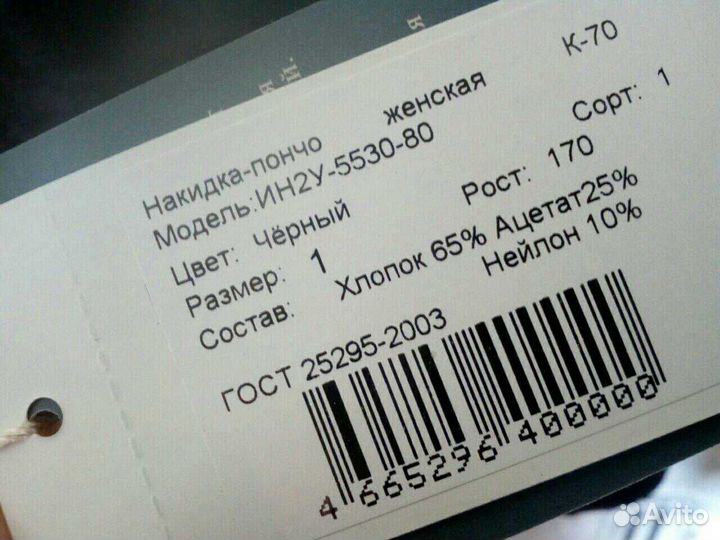 Накидка-пончо женская К-70
Модель:ИН2У-5530-80
Цвет: Чёрный Рост: 170 Сорт: 1
Размер: 1
Состав: Хлопок 65% Ацетат25%
Нейлон 10%
ГОСТ 25295-2003
4 665296 400000
Avito